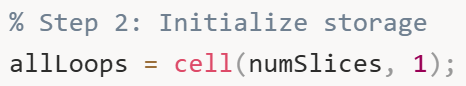 % Step 2: Initialize storage
allLoops = cell(numSlices, 1);